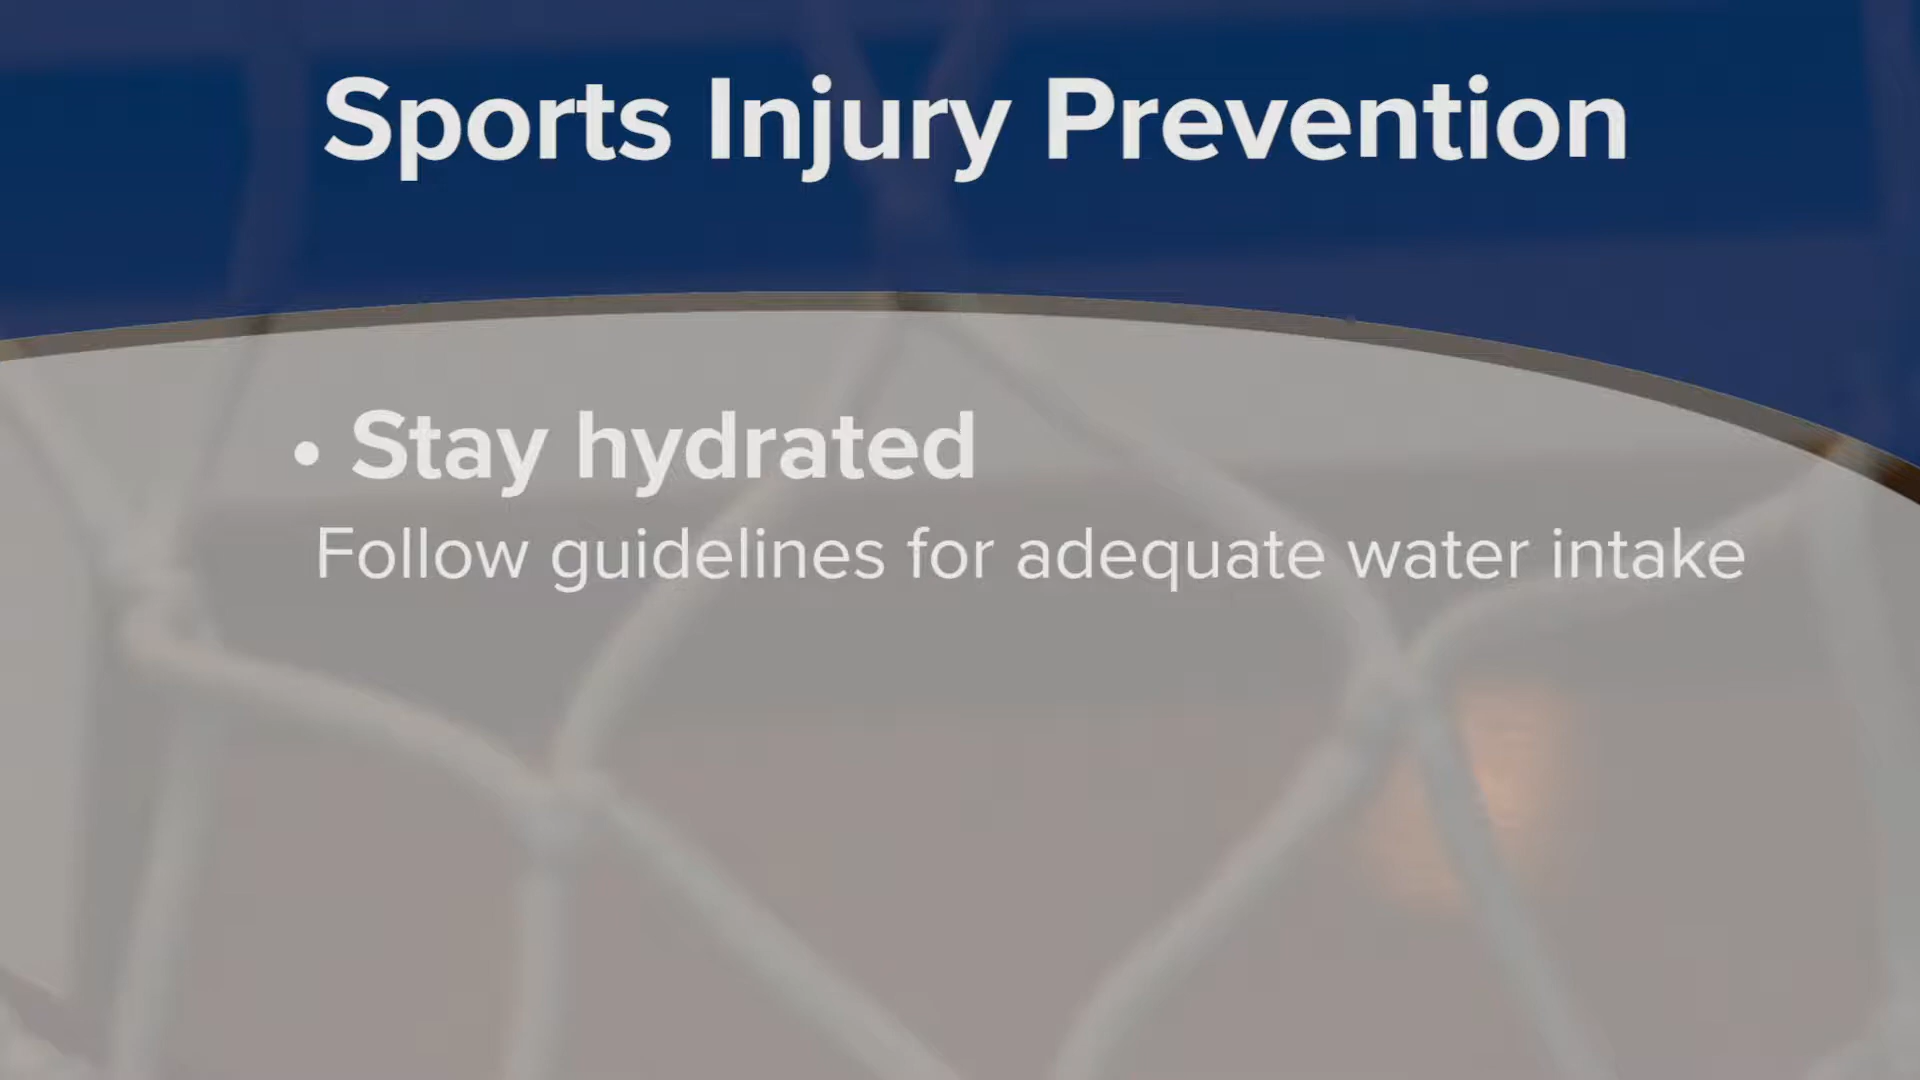 Sports Injury Prevention
• Stay hydrated
Follow guidelines for adequate water intake